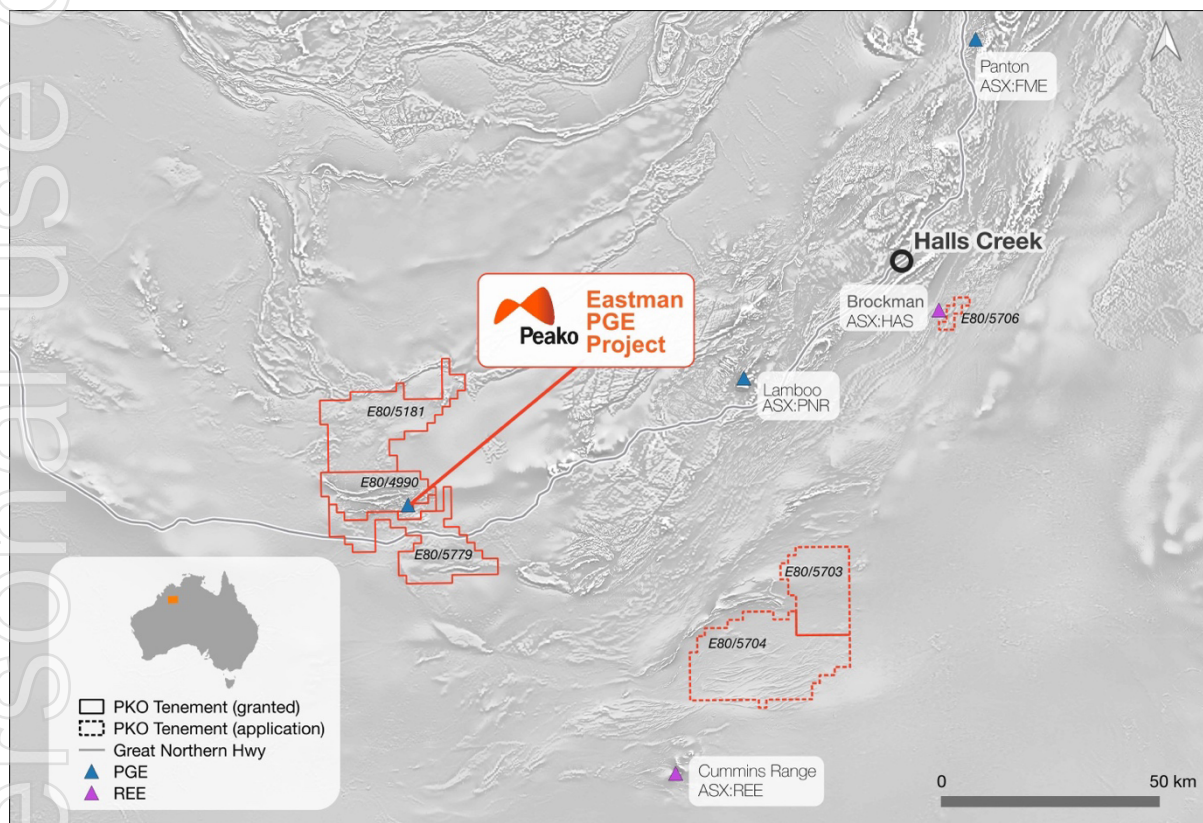 ersonal use o
Panton
ASX:FME
Halls Creek
Brockman
ASX:HAS
E80/5706
Peako
Eastman
PGE
Project
Lamboo
ASX:PNR
E80/5181
E80/4990
E80/5779
E80/5703
E80/5704
PKO Tenement (granted)
PKO Tenement (application)
Great Northern Hwy
PGE
REE
Cummins Range
ASX:REE
0 50 km